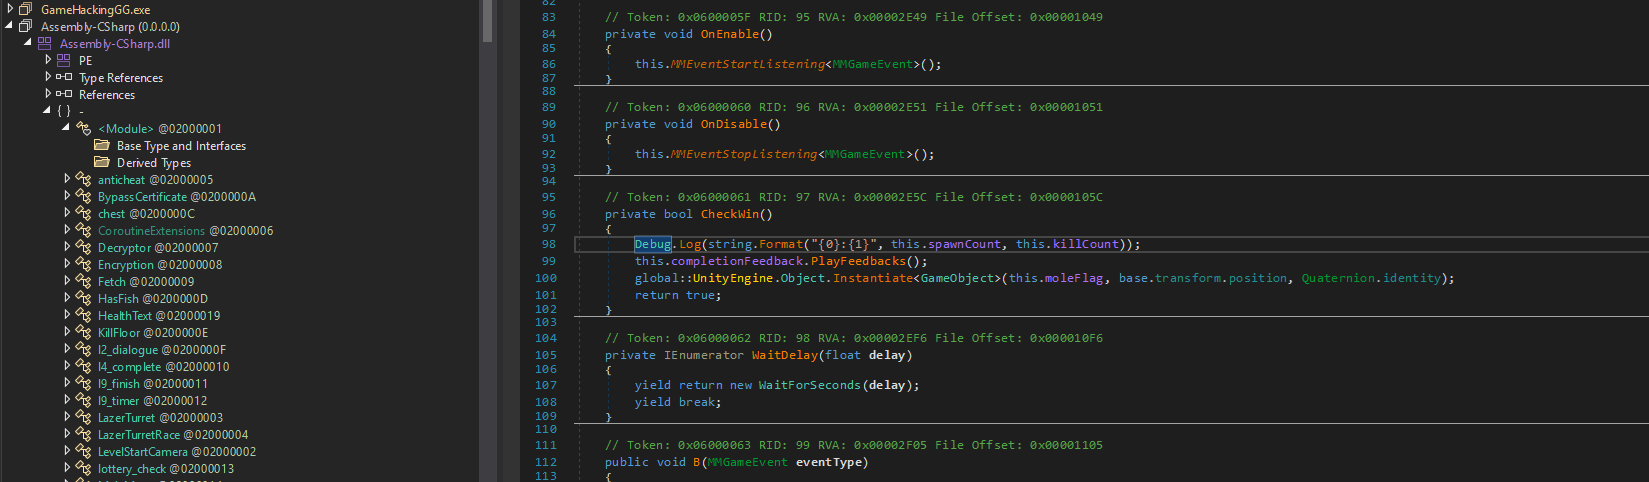 GameHackingGG.exe
Assembly-CSharp (0.0.0.0)
Assembly-CSharp.dll
PE
Type References
References
{ } -
<Module> @02000001
Base Type and Interfaces
Derived Types
anticheat @02000005
BypassCertificate @0200000A
chest @0200000C
CoroutineExtensions @02000006
Decryptor @02000007
Encryption @02000008
Fetch @02000009
HasFish @0200000D
HealthText @02000019
KillFloor @0200000E
l2_dialogue @0200000F
l4_complete @02000010
l9_finish @02000011
l9_timer @02000012
LazerTurret @02000003
LazerTurretRace @02000004
LevelStartCamera @02000002
lottery_check @02000013
82
83 // Token: 0x0600005F RID: 95 RVA: 0x00002E49 File Offset: 0x00001049
84 private void OnEnable()
85 {
86 this.MMEventStartListening<MMGameEvent>();
87 }
88
89 // Token: 0x06000060 RID: 96 RVA: 0x00002E51 File Offset: 0x00001051
90 private void OnDisable()
91 {
92 this.MMEventStopListening<MMGameEvent>();
93 }
94
95 // Token: 0x06000061 RID: 97 RVA: 0x00002E5C File Offset: 0x0000105C
96 private bool CheckWin()
97 {
98 Debug.Log(string.Format("{0}:{1}", this.spawnCount, this.killCount));
99 this.completionFeedback.PlayFeedbacks();
100 global::UnityEngine.Object.Instantiate<GameObject>(this.moleFlag, base.transform.position, Quaternion.identity);
101 return true;
102 }
103
104 // Token: 0x06000062 RID: 98 RVA: 0x00002EF6 File Offset: 0x000010F6
105 private IEnumerator WaitDelay(float delay)
106 {
107 yield return new WaitForSeconds(delay);
108 yield break;
109 }
110
111 // Token: 0x06000063 RID: 99 RVA: 0x00002F05 File Offset: 0x00001105
112 public void B(MMGameEvent eventType)
113 {